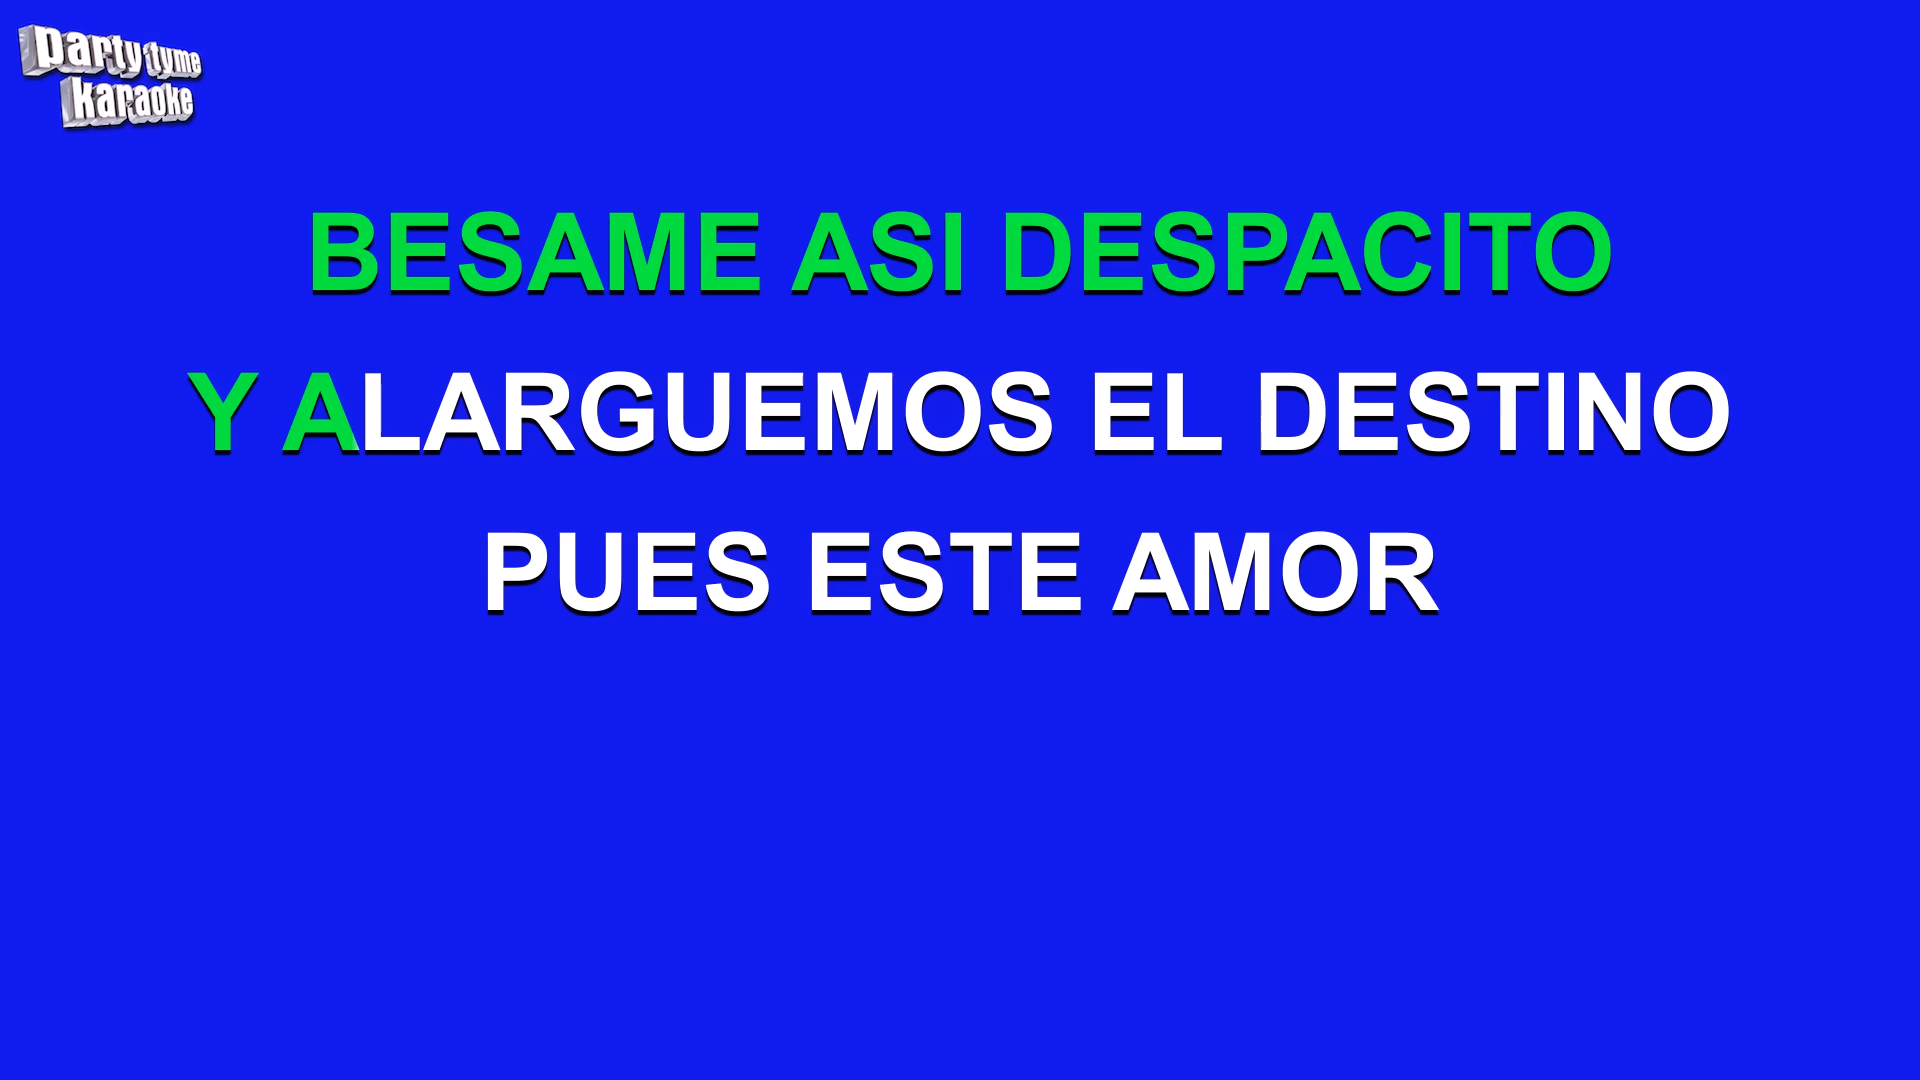 party tyme
karaoke
BESAME ASI DESPACITO
Y ALARGUEMOS EL DESTINO
PUES ESTE AMOR